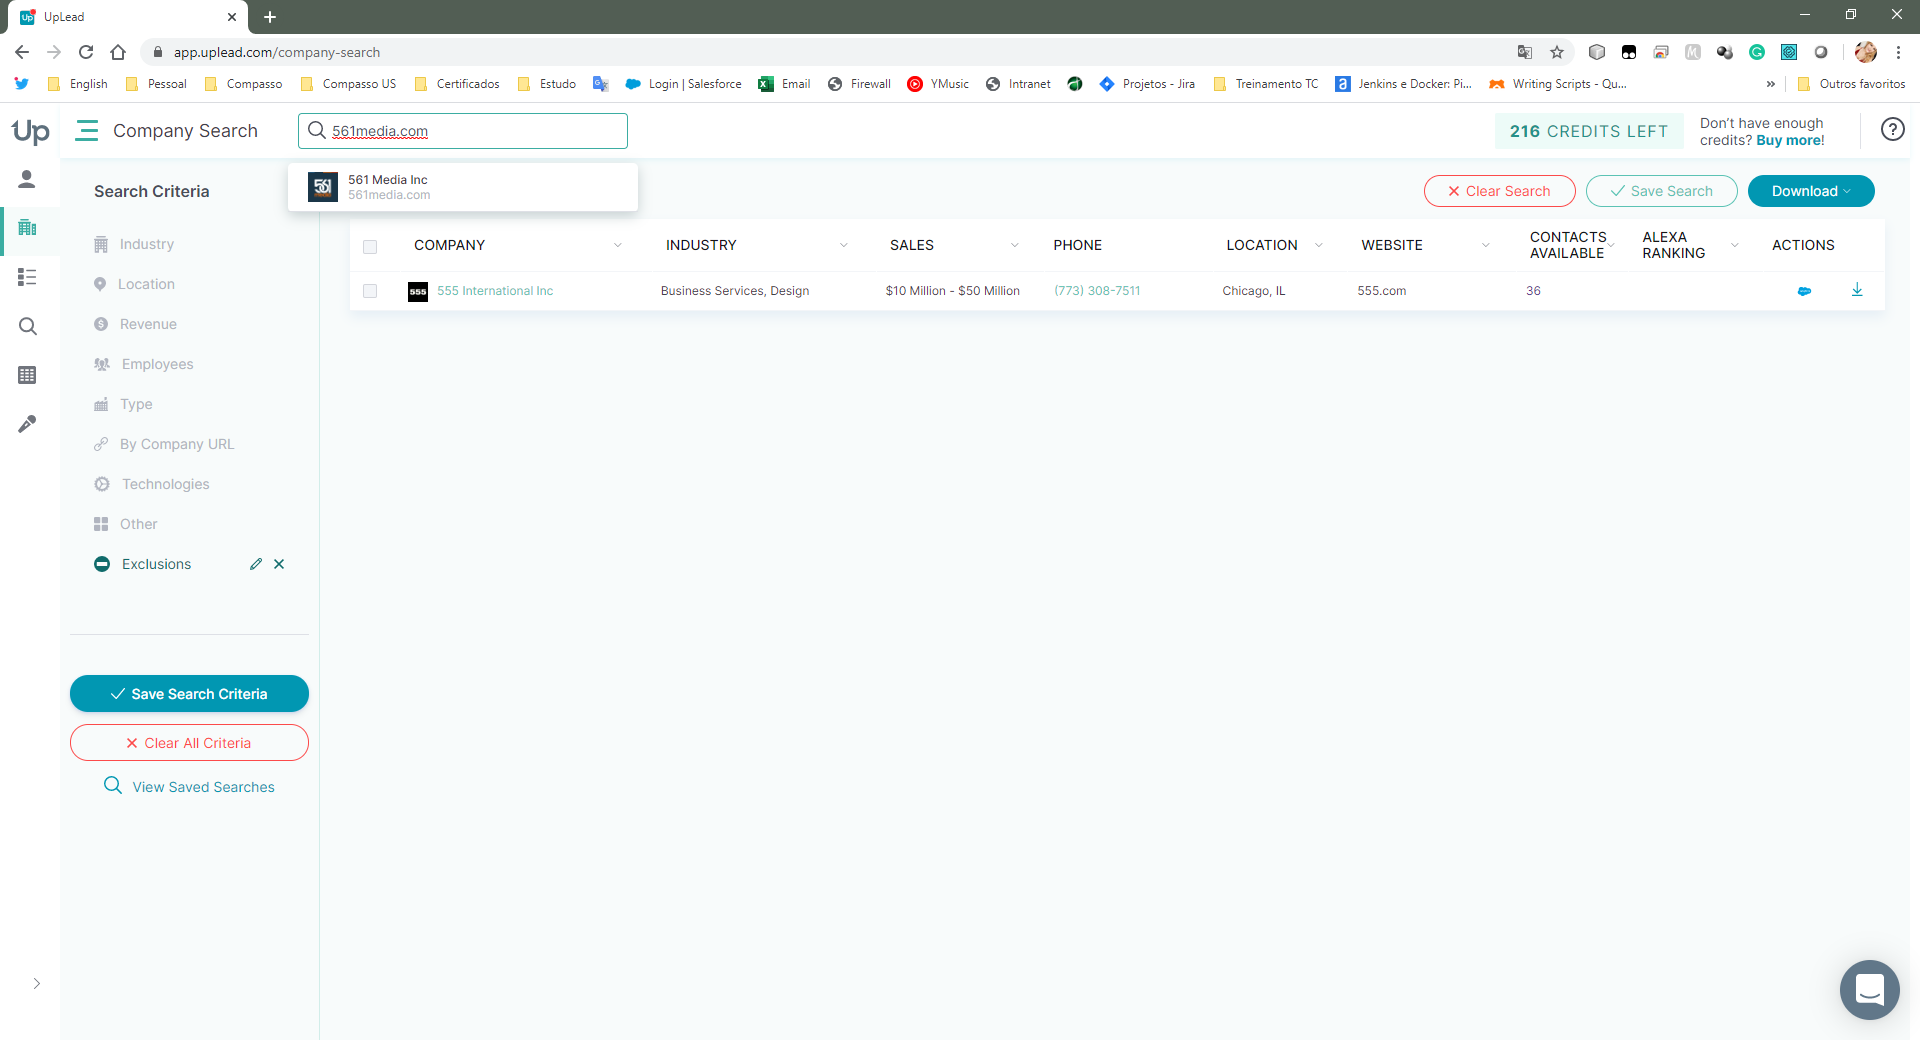 UpLead
app.uplead.com/company-search
English
Pessoal
Compasso
Compasso US
Certificados
Estudo
Login | Salesforce
Email
Firewall
YMusic
Intranet
Projetos - Jira
Treinamento TC
Jenkins e Docker: Pi...
Writing Scripts - Qu...
»
Outros favoritos
Up
Company Search
561media.com
216 CREDITS LEFT
Don't have enough
credits? Buy more!
561 Media Inc
561media.com
Search Criteria
Clear Search
Save Search
Download
Industry
Location
Revenue
Employees
Type
By Company URL
Technologies
Other
Exclusions
Save Search Criteria
Clear All Criteria
View Saved Searches
COMPANY
INDUSTRY
SALES
PHONE
LOCATION
WEBSITE
CONTACTS
AVAILABLE
ALEXA
RANKING
ACTIONS
555
555 International Inc
Business Services, Design
$10 Million - $50 Million
(773) 308-7511
Chicago, IL
555.com
36